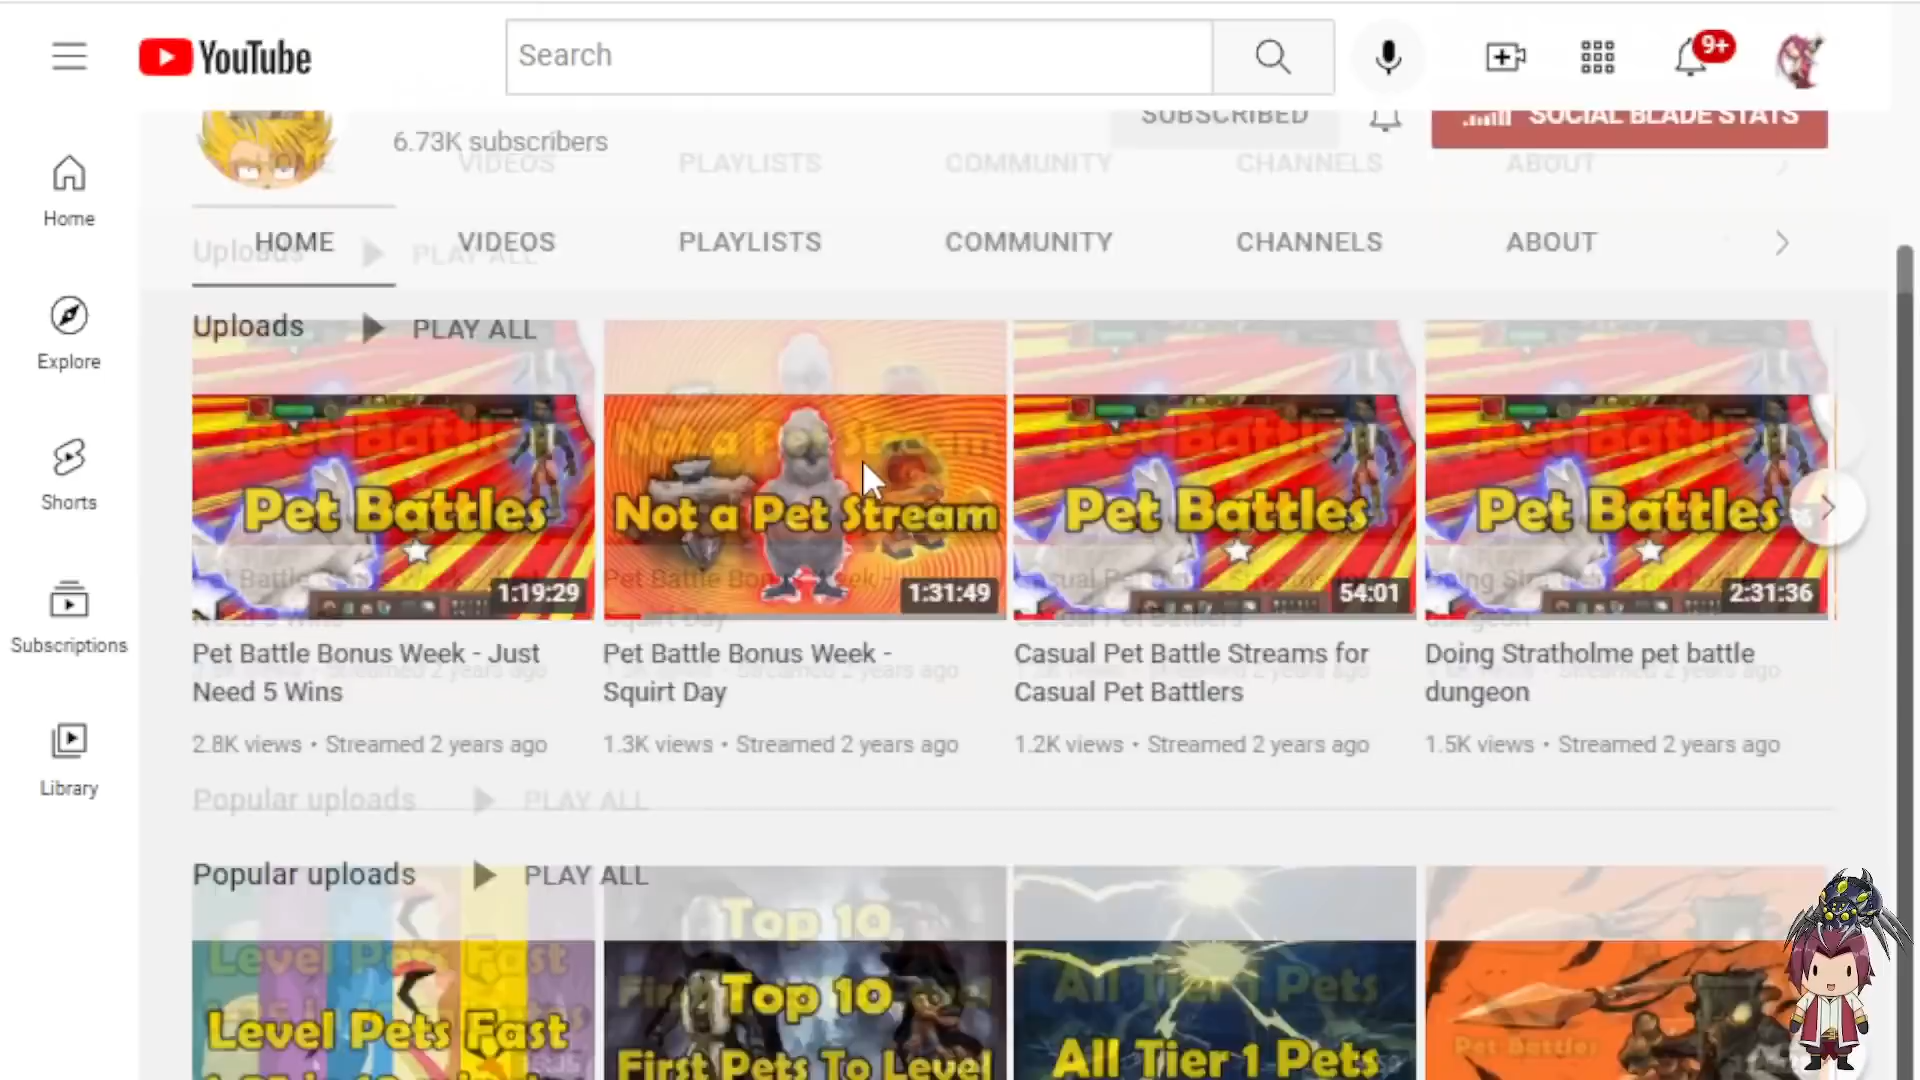 YouTube
Search
9+
6.73K subscribers
SUBSCRIBED
SOCIAL BLADE STATS
HOME VIDEOS PLAYLISTS COMMUNITY CHANNELS ABOUT
Home
Explore
Shorts
Subscriptions
Library
Uploads PLAY ALL
Pet Battles
1:19:29
Not a Pet Stream
1:31:49
Pet Battles
54:01
Pet Battles
2:31:36
Pet Battle Bonus Week - Just
Need 5 Wins
2.8K views • Streamed 2 years ago
Pet Battle Bonus Week -
Squirt Day
1.3K views • Streamed 2 years ago
Casual Pet Battle Streams for
Casual Pet Battlers
1.2K views • Streamed 2 years ago
Doing Stratholme pet battle
dungeon
1.5K views • Streamed 2 years ago
Popular uploads PLAY ALL
Level Pets Fast
Top 10
First Pets To Level
All Tier 1 Pets
Pet Battles